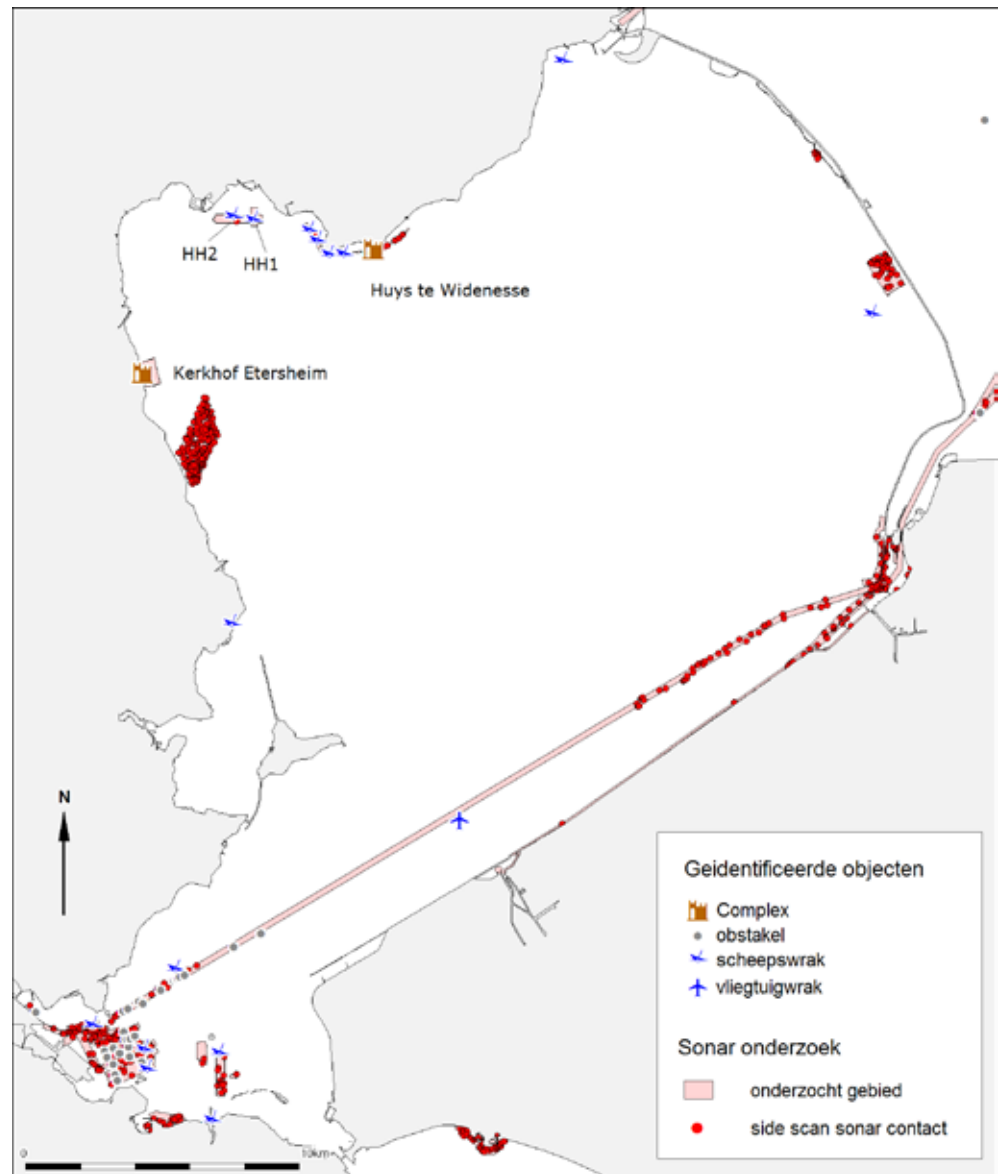 HH2
HH1
Huys te Widenesse
Kerkhof Etersheim
N
Geidentificeerde objecten
Complex
obstakel
scheepswrak
vliegtuigwrak
Sonar onderzoek
onderzocht gebied
side scan sonar contact
0
10km